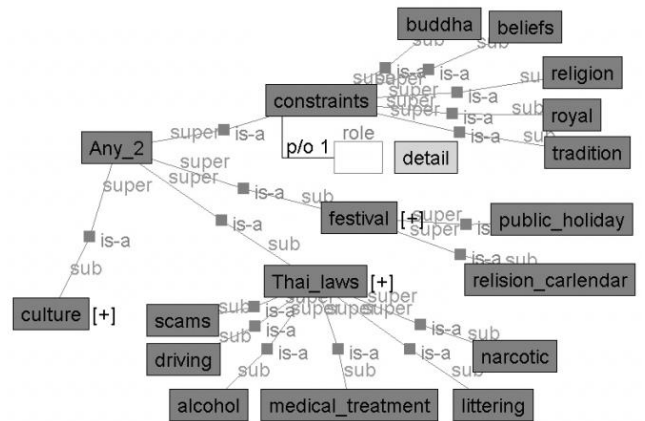 buddha
beliefs
sub
sub
is-a
is-a
super
super
religion
sub
is-a
super
constraints
royal
super
is-a
sub
tradition
super
is-a
sub
super
is-a
role
p/o 1
detail
Any_2
super
super
super
is-a
sub
festival [+]
super
is-a
public_holiday
super
is-a
sub
relision_carlendar
is-a
is-a
sub
sub
culture [+]
Thai_laws [+]
super
super
super
super
scams
sub
is-a
driving
sub
is-a
is-a
is-a
is-a
is-a
sub
narcotic
sub
sub
sub
alcohol
medical_treatment
littering